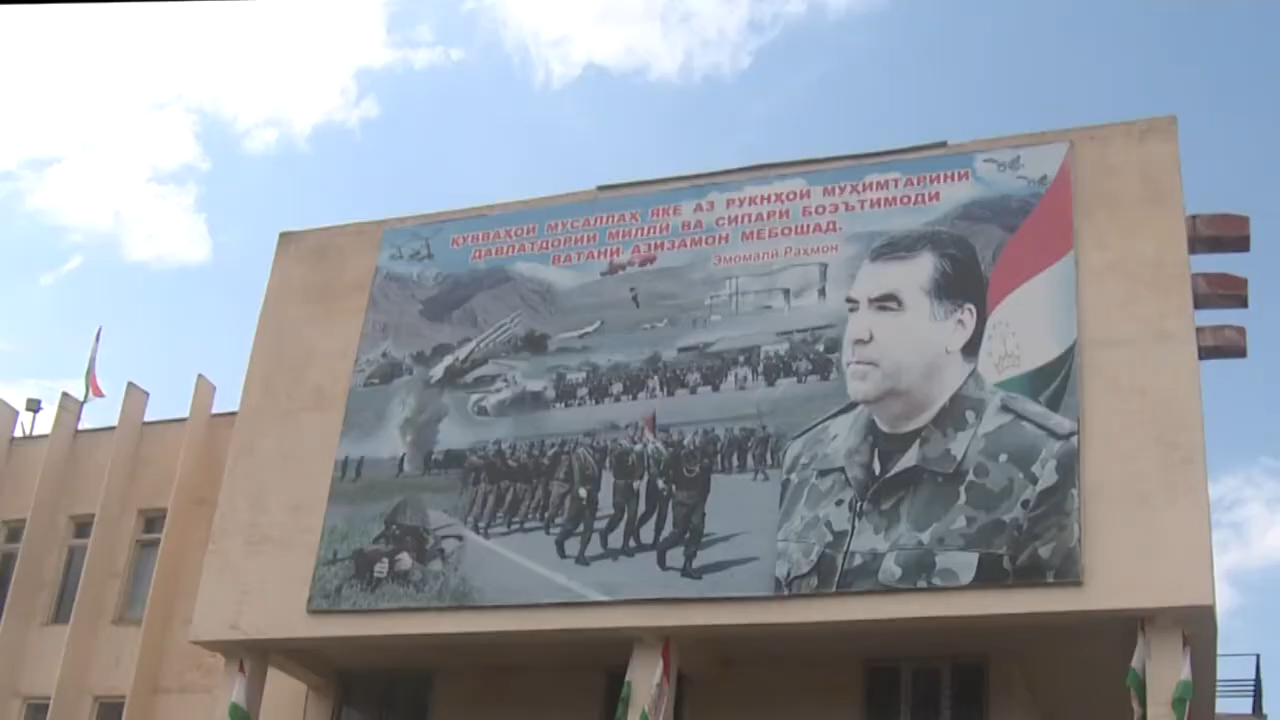 ҚУВВАҲОИ МУСАЛЛАҲ ЯКЕ АЗ РУКНҲОИ МУҲИМТАРИНИ
ДАВЛАТДОРИИ МИЛЛӢ ВА СИПАРИ БОЭЪТИМОДИ
ВАТАНИ АЗИЗАМОН МЕБОШАД.
Эмомалӣ Раҳмон